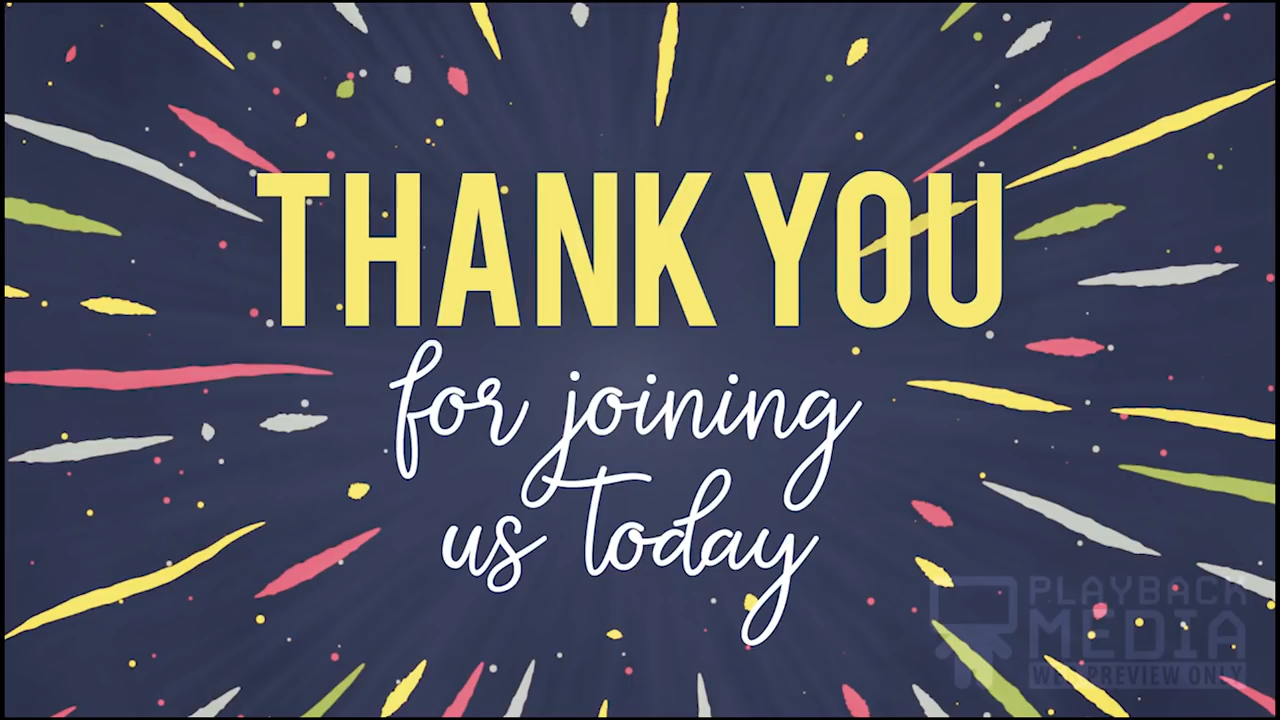 THANK YOU
for joining
us today
PLAYBACK
MEDIA
WEB PREVIEW ONLY